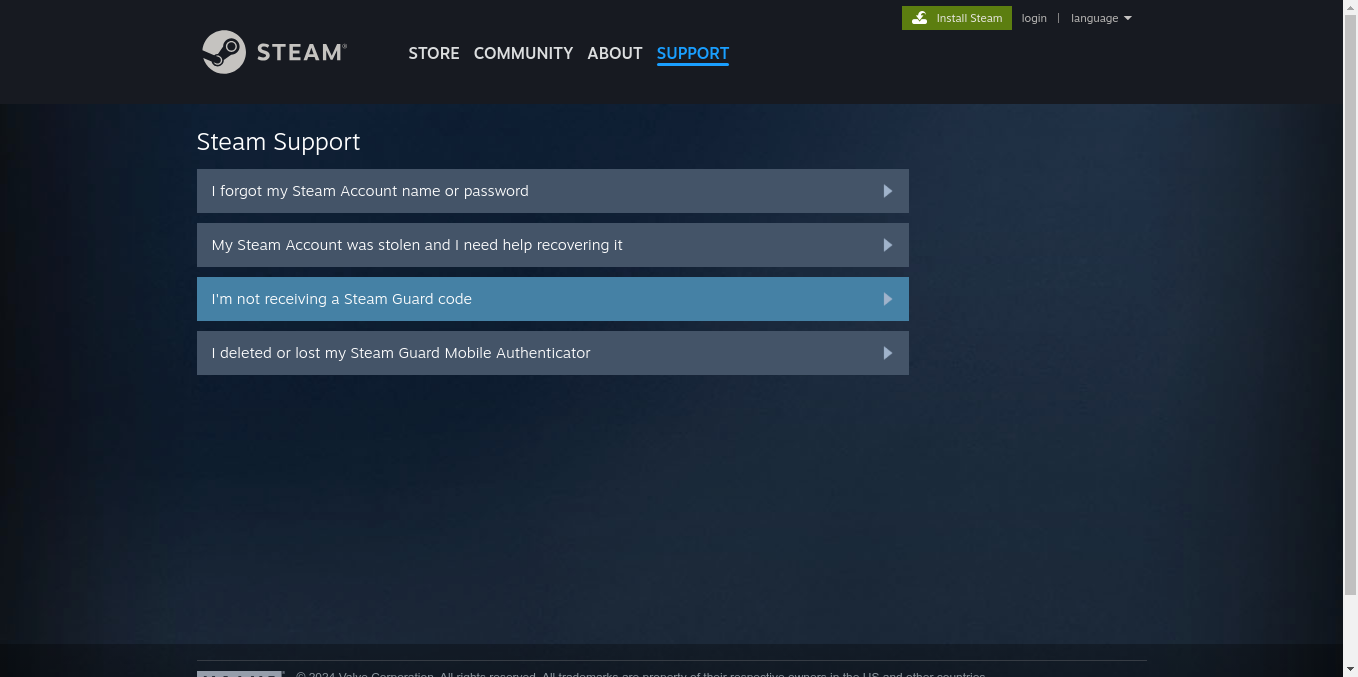 Install Steam
login | language
STEAM®
STORE COMMUNITY ABOUT SUPPORT
Steam Support
I forgot my Steam Account name or password
My Steam Account was stolen and I need help recovering it
I'm not receiving a Steam Guard code
I deleted or lost my Steam Guard Mobile Authenticator
© 2024 Valve Corporation. All rights reserved. All trademarks are property of their respective owners in the US and other countries.